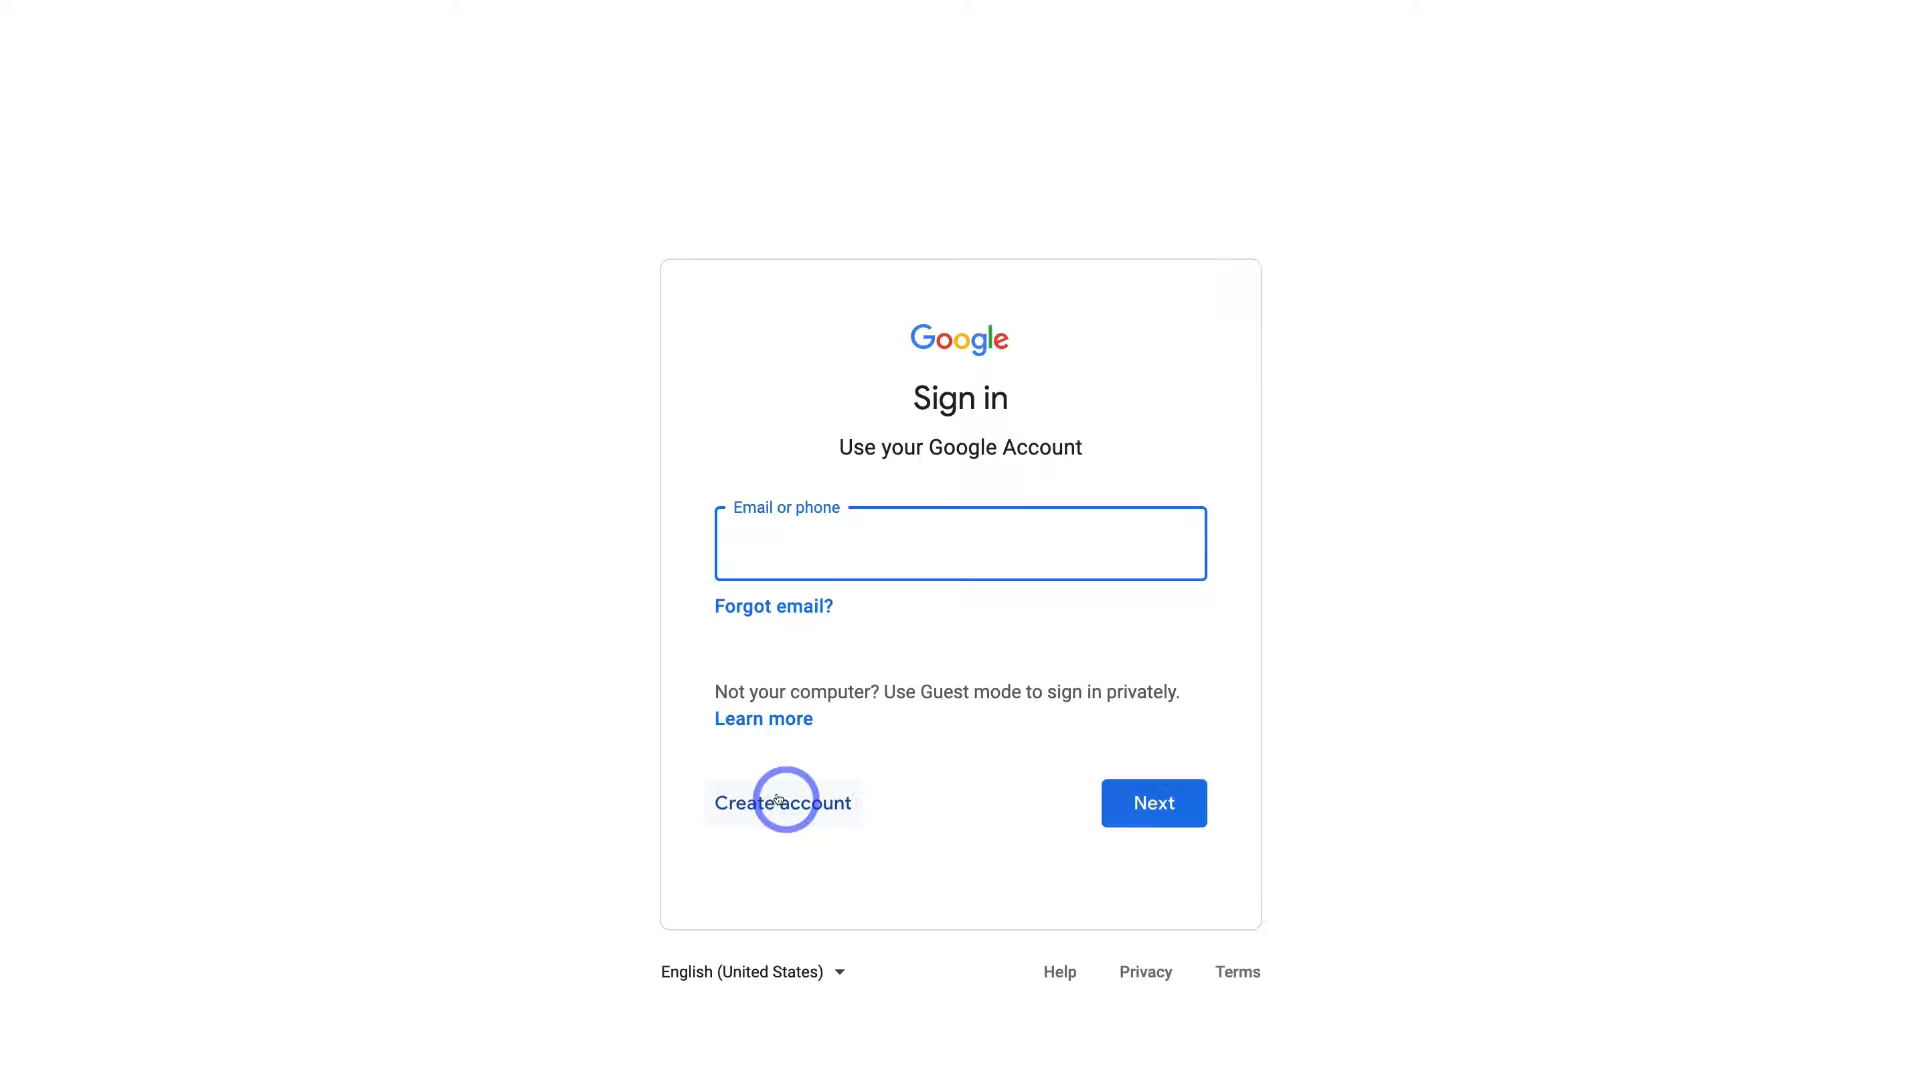 Google
Sign in
Use your Google Account
Email or phone
Forgot email?
Not your computer? Use Guest mode to sign in privately.
Learn more
Create account
Next
English (United States)
Help
Privacy
Terms